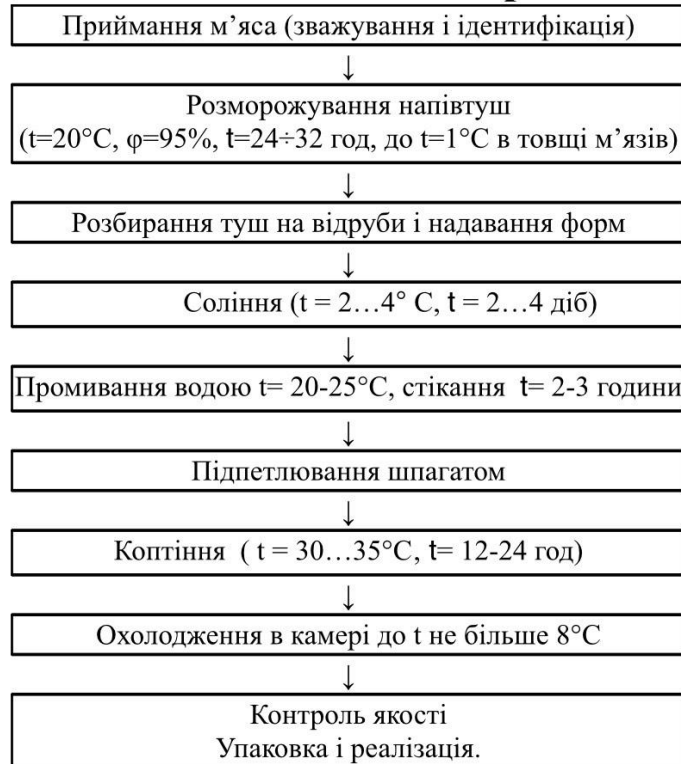 Приймання м’яса (зважування і ідентифікація)
↓
Розморожування напівтуш
(t=20°C, φ=95%, t=24÷32 год, до t=1°C в товщі м’язів)
↓
Розбирання туш на відруби і надавання форм
↓
Соління (t = 2…4° C, t = 2…4 діб)
↓
Промивання водою t= 20-25°C, стікання t= 2-3 години
↓
Підпетлювання шпагатом
↓
Коптіння ( t = 30…35°C, t= 12-24 год)
↓
Охолодження в камері до t не більше 8°C
↓
Контроль якості
Упаковка і реалізація.